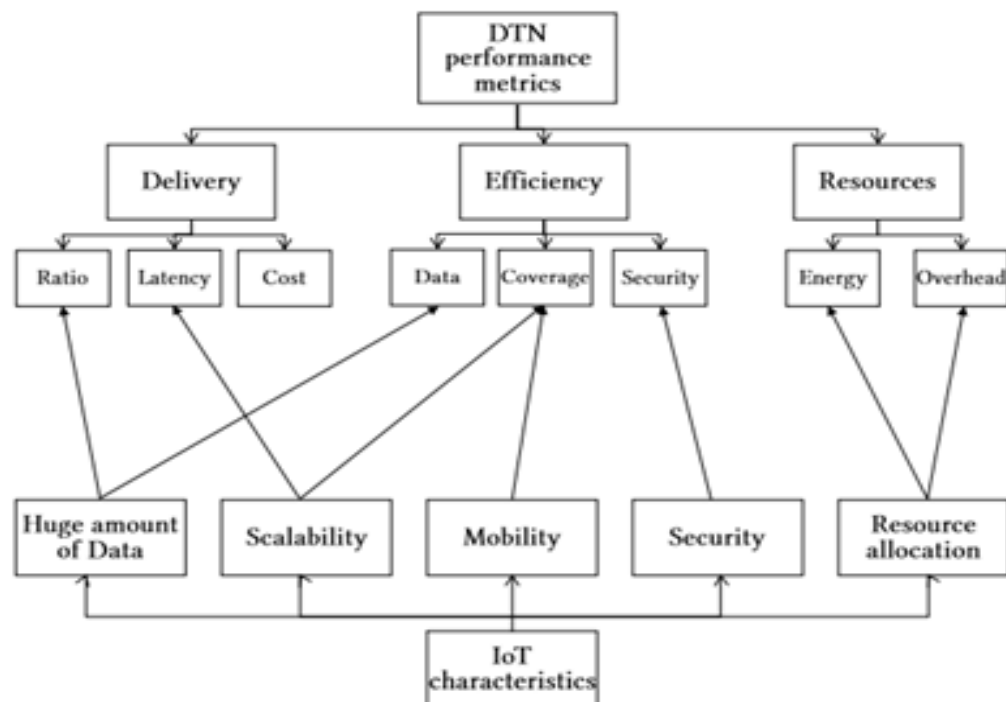 DTN
performance
metrics
Delivery
Efficiency
Resources
Ratio
Latency
Cost
Data
Coverage
Security
Energy
Overhead
Huge amount
of Data
Scalability
Mobility
Security
Resource
allocation
IoT
characteristics